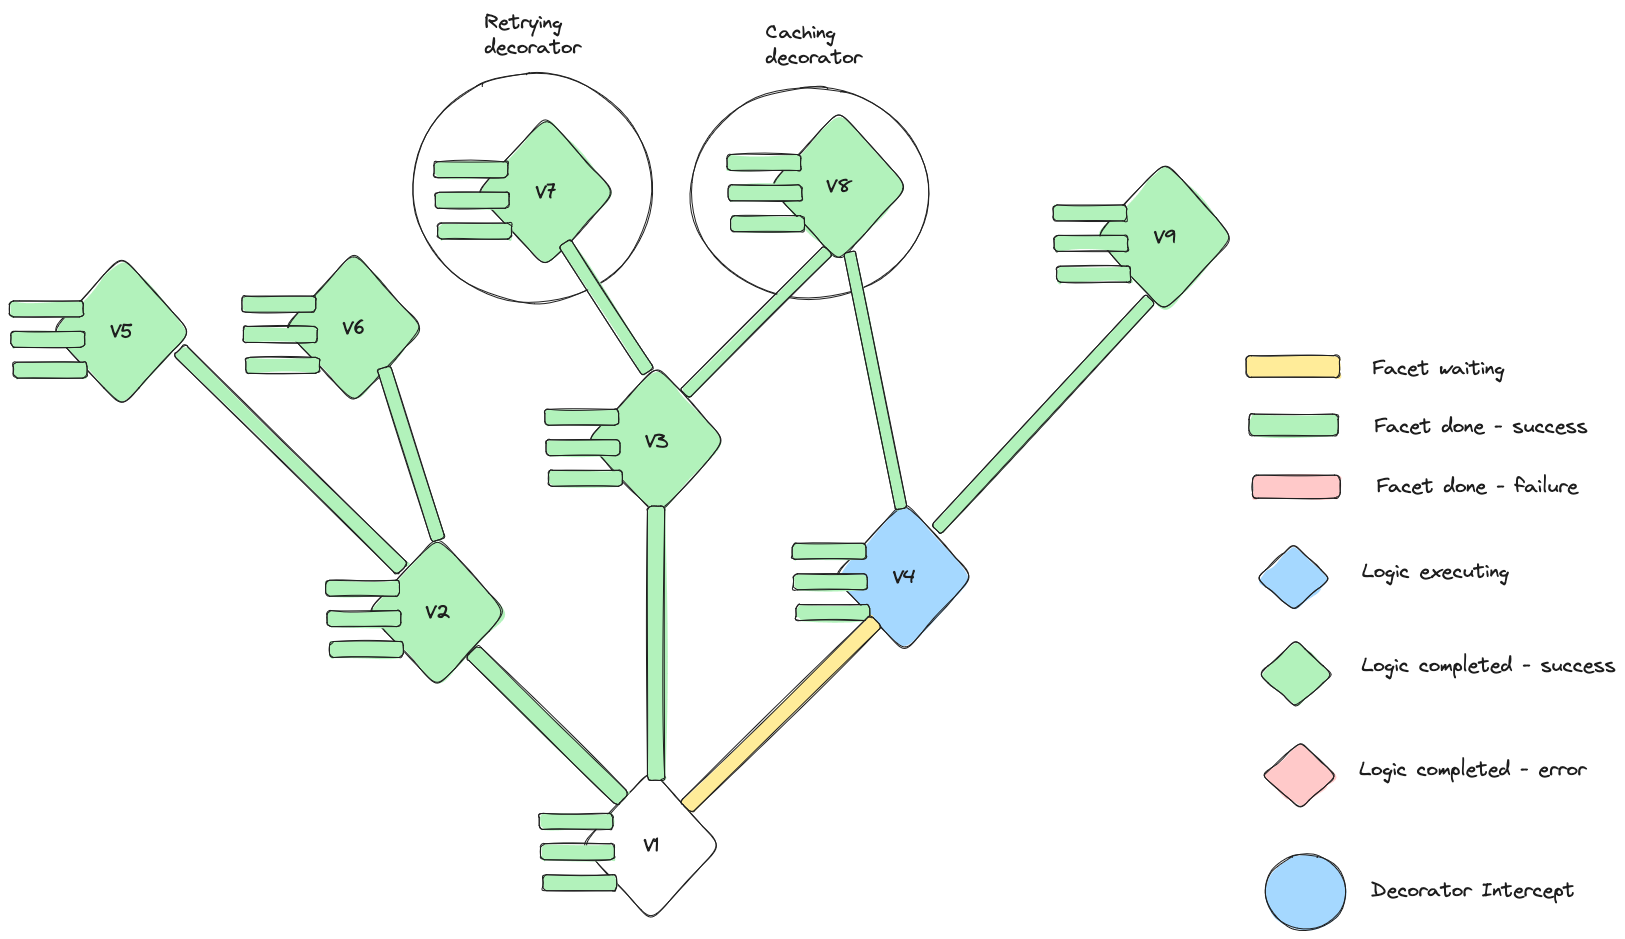 Retrying
decorator
Caching
decorator
V7
V8
V9
V5
V6
V3
V4
V2
V1
Facet waiting
Facet done - success
Facet done - failure
Logic executing
Logic completed - success
Logic completed - error
Decorator Intercept